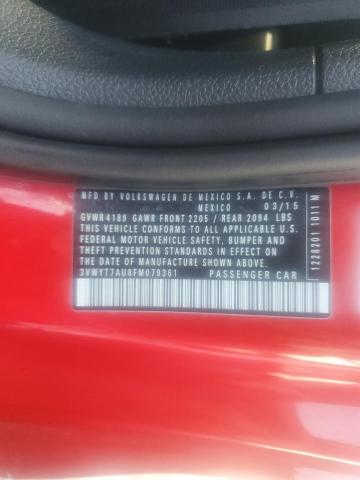 MFD BY VOLKSWAGEN DE MEXICO S.A. DE C.V.
MEXICO 03/15
GVWR 4189 GAWR FRONT 2205 / REAR 2094 LBS
THIS VEHICLE CONFORMS TO ALL APPLICABLE U.S.
FEDERAL MOTOR VEHICLE SAFETY, BUMPER AND
THEFT PREVENTION STANDARDS IN EFFECT ON
THE DATE OF MANUFACTURE SHOWN ABOVE
3VWYT7AU8FM079361 PASSENGER CAR
1228201 1011 M